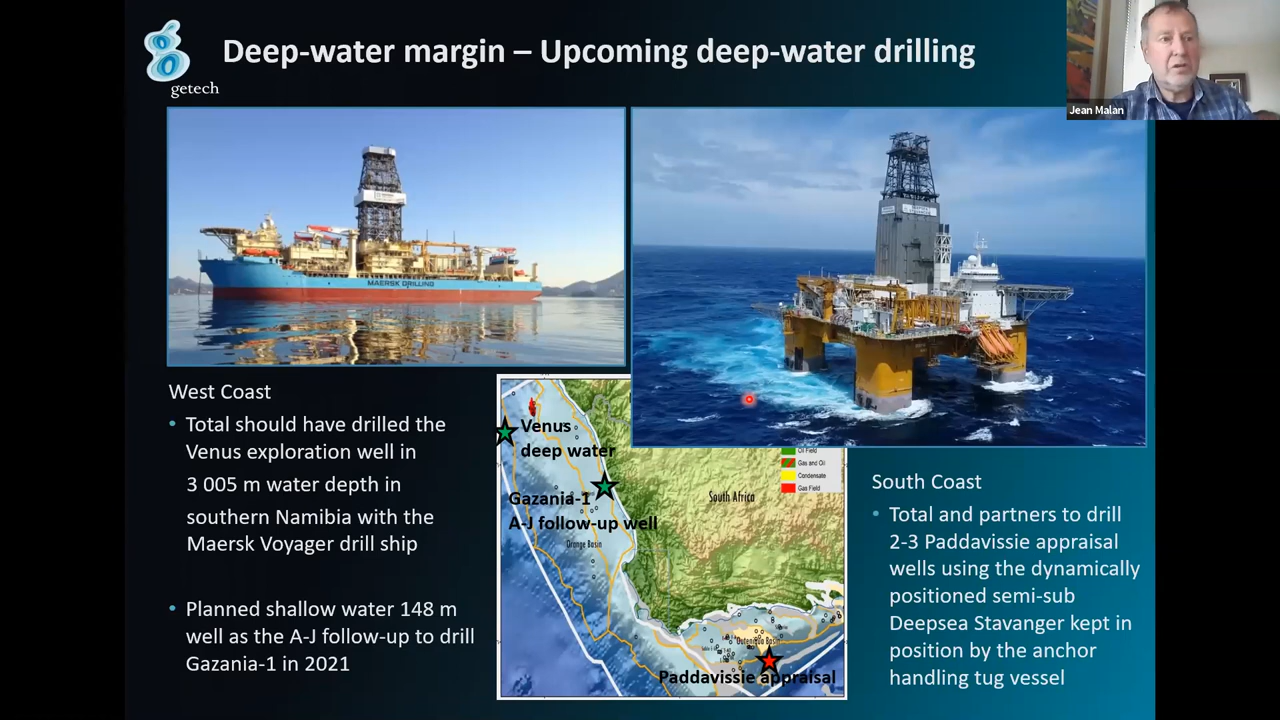 getech
Deep-water margin – Upcoming deep-water drilling
Jean Malan
MAERSK DRILLING
West Coast
• Total should have drilled the
Venus exploration well in
3 005 m water depth in
southern Namibia with the
Maersk Voyager drill ship
• Planned shallow water 148 m
well as the A-J follow-up to drill
Gazania-1 in 2021
Venus
deep water
Gazania-1
A-J follow-up well
Orange Basin
South Africa
Oil Field
Gas and Oil
Condensate
Gas Field
Outeniqua Basin
Paddavissie appraisal
South Coast
• Total and partners to drill
2-3 Paddavissie appraisal
wells using the dynamically
positioned semi-sub
Deepsea Stavanger kept in
position by the anchor
handling tug vessel